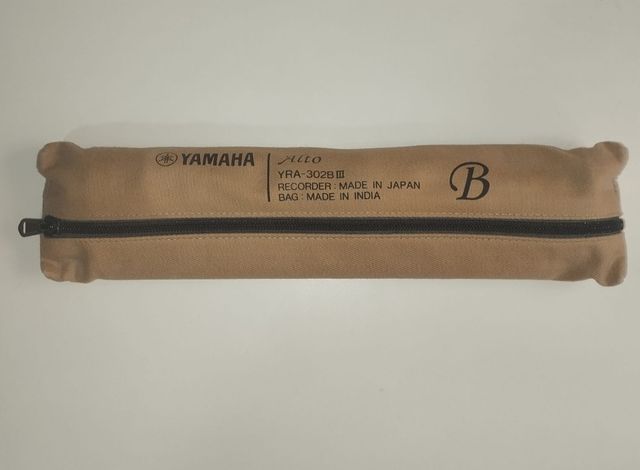 YAMAHA
Alto
YRA-302BIII
RECORDER : MADE IN JAPAN
BAG : MADE IN INDIA
B